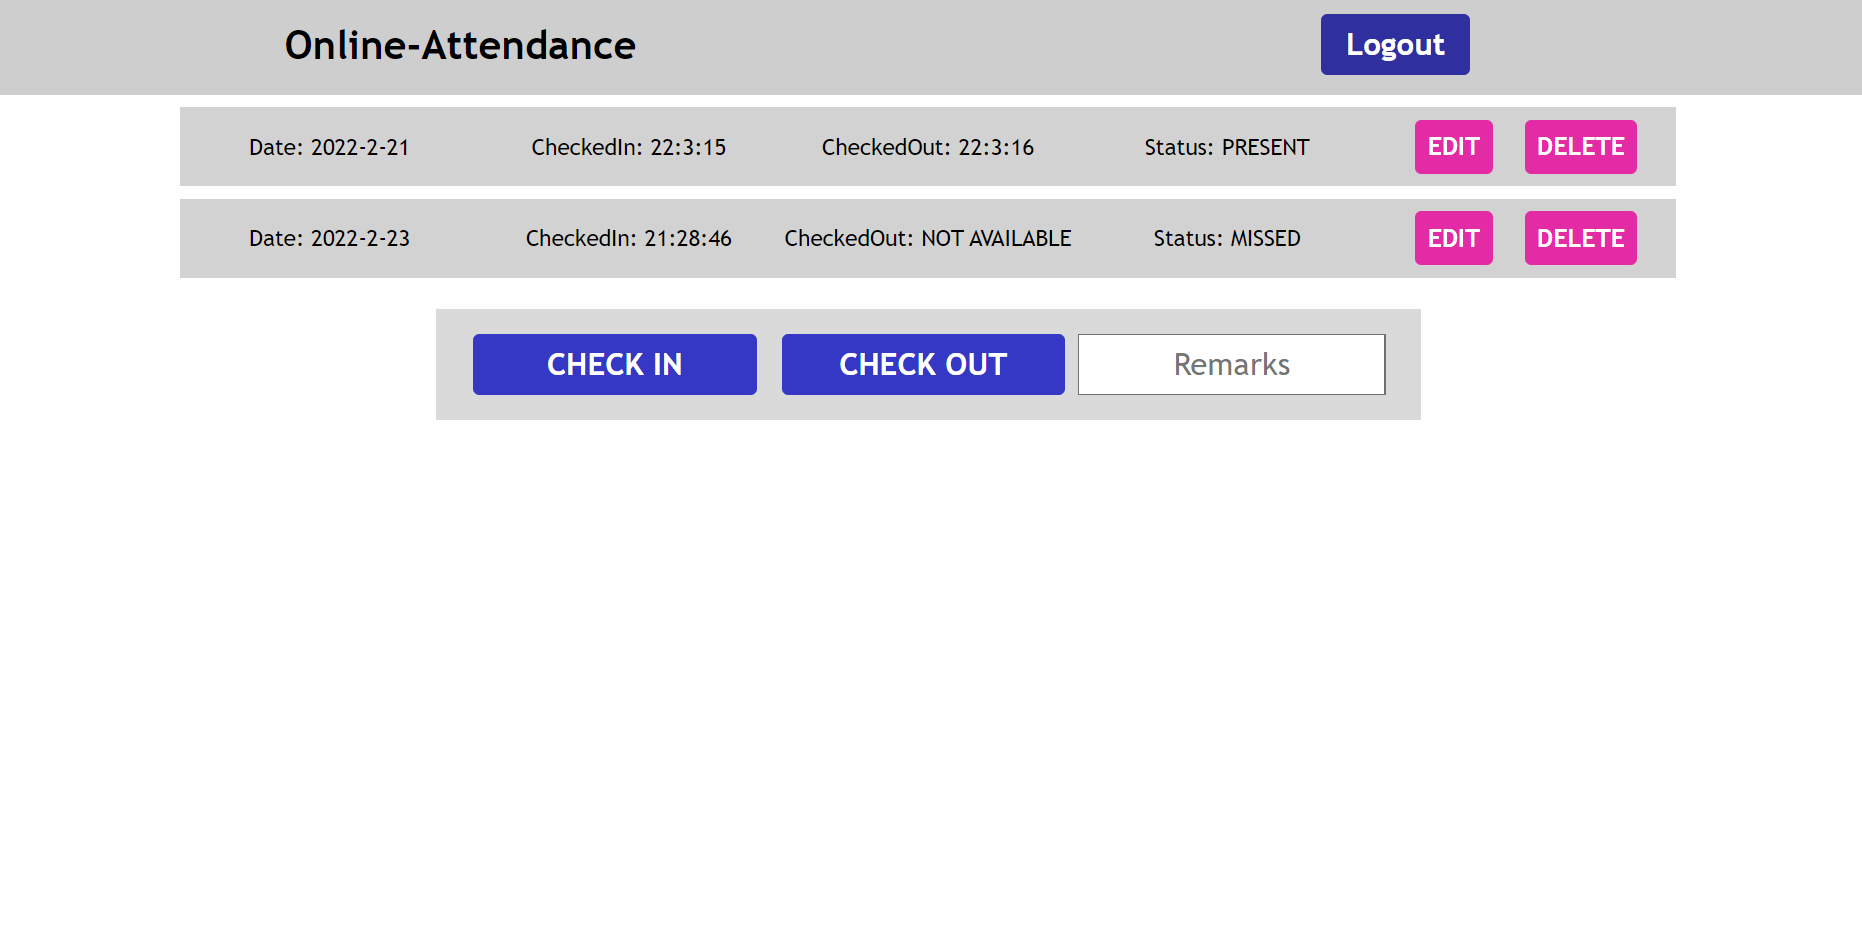 Online-Attendance Logout
Date: 2022-2-21 CheckedIn: 22:3:15 CheckedOut: 22:3:16 Status: PRESENT EDIT DELETE
Date: 2022-2-23 CheckedIn: 21:28:46 CheckedOut: NOT AVAILABLE Status: MISSED EDIT DELETE
CHECK IN CHECK OUT Remarks